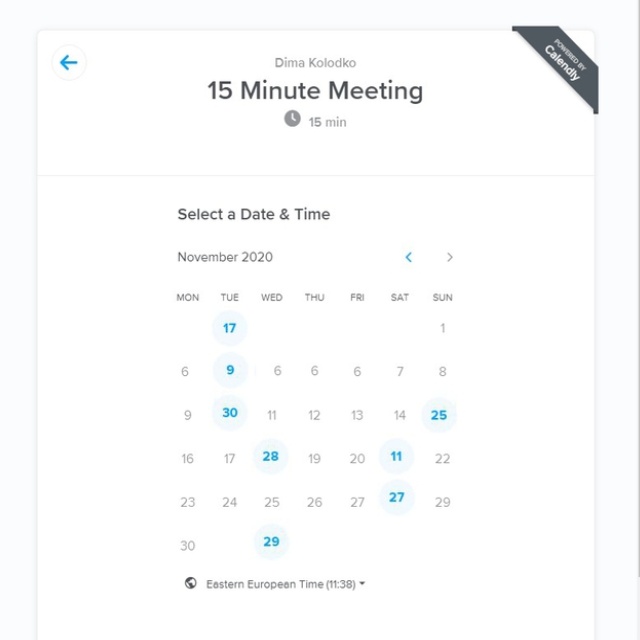 POWERED BY
Calendly
Dima Kolodko
15 Minute Meeting
15 min
Select a Date & Time
November 2020
MON TUE WED THU FRI SAT SUN
17 1
6 9 6 6 6 7 8
9 30 11 12 13 14 25
16 17 28 19 20 11 22
23 24 25 26 27 27 29
30 29
Eastern European Time (11:38)